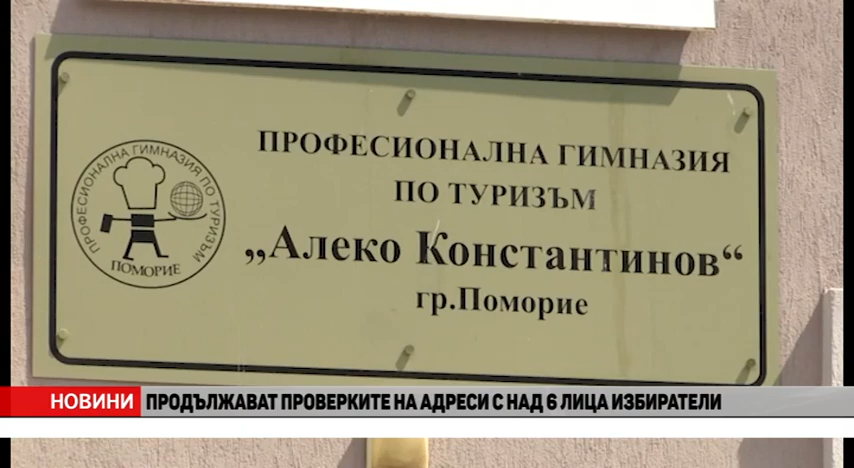 ПРОФЕСИОНАЛНА ГИМНАЗИЯ ПО ТУРИЗЪМ
ПОМОРИЕ
ПРОФЕСИОНАЛНА ГИМНАЗИЯ
ПО ТУРИЗЪМ
„Алеко Константинов“
гр.Поморие
НОВИНИ
ПРОДЪЛЖАВАТ ПРОВЕРКИТЕ НА АДРЕСИ С НАД 6 ЛИЦА ИЗБИРАТЕЛИ